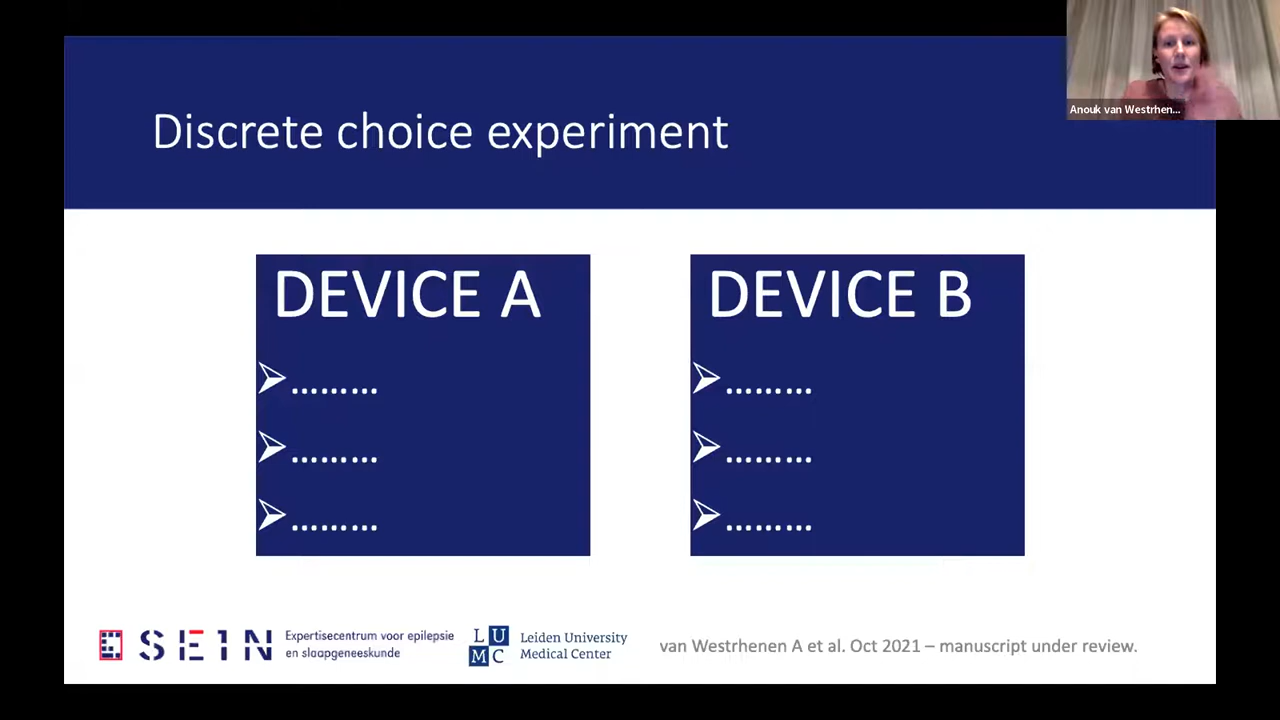 Anouk van Westrhen...
Discrete choice experiment
DEVICE A
………
………
………
DEVICE B
………
………
………
SE1N
Expertisecentrum voor epilepsie
en slaapgeneeskunde
LU
MC
Leiden University
Medical Center
van Westrhenen A et al. Oct 2021 – manuscript under review.